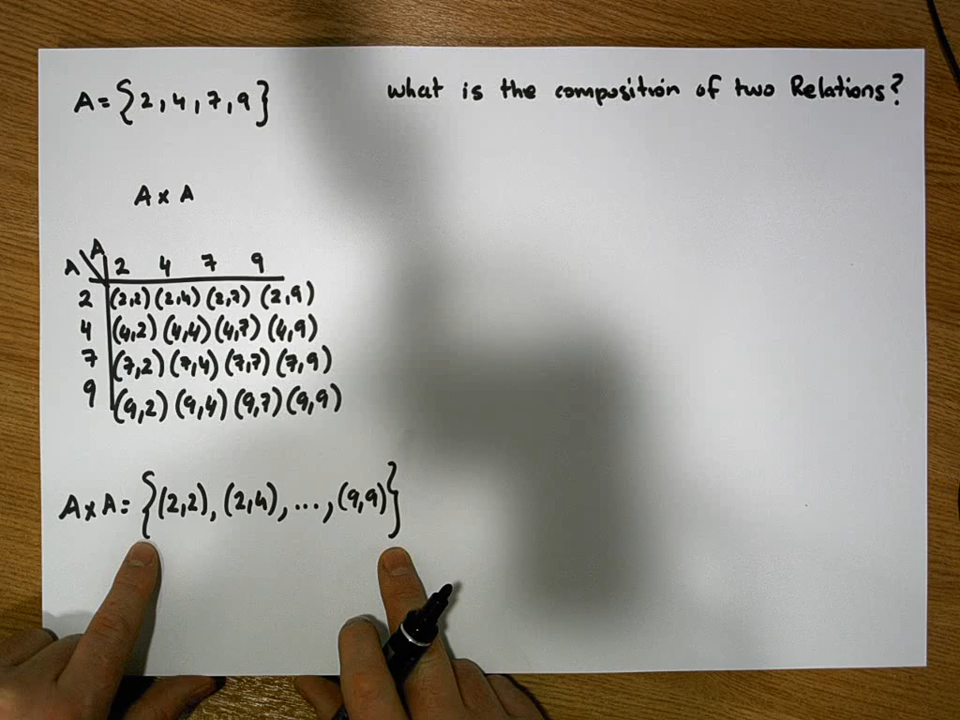 A = {2, 4, 7, 9}
what is the composition of two Relations?
A x A
A \ A 2 4 7 9
2 (2,2) (2,4) (2,7) (2,9)
4 (4,2) (4,4) (4,7) (4,9)
7 (7,2) (7,4) (7,7) (7,9)
9 (9,2) (9,4) (9,7) (9,9)
A x A = {(2,2), (2,4), ..., (9,9)}